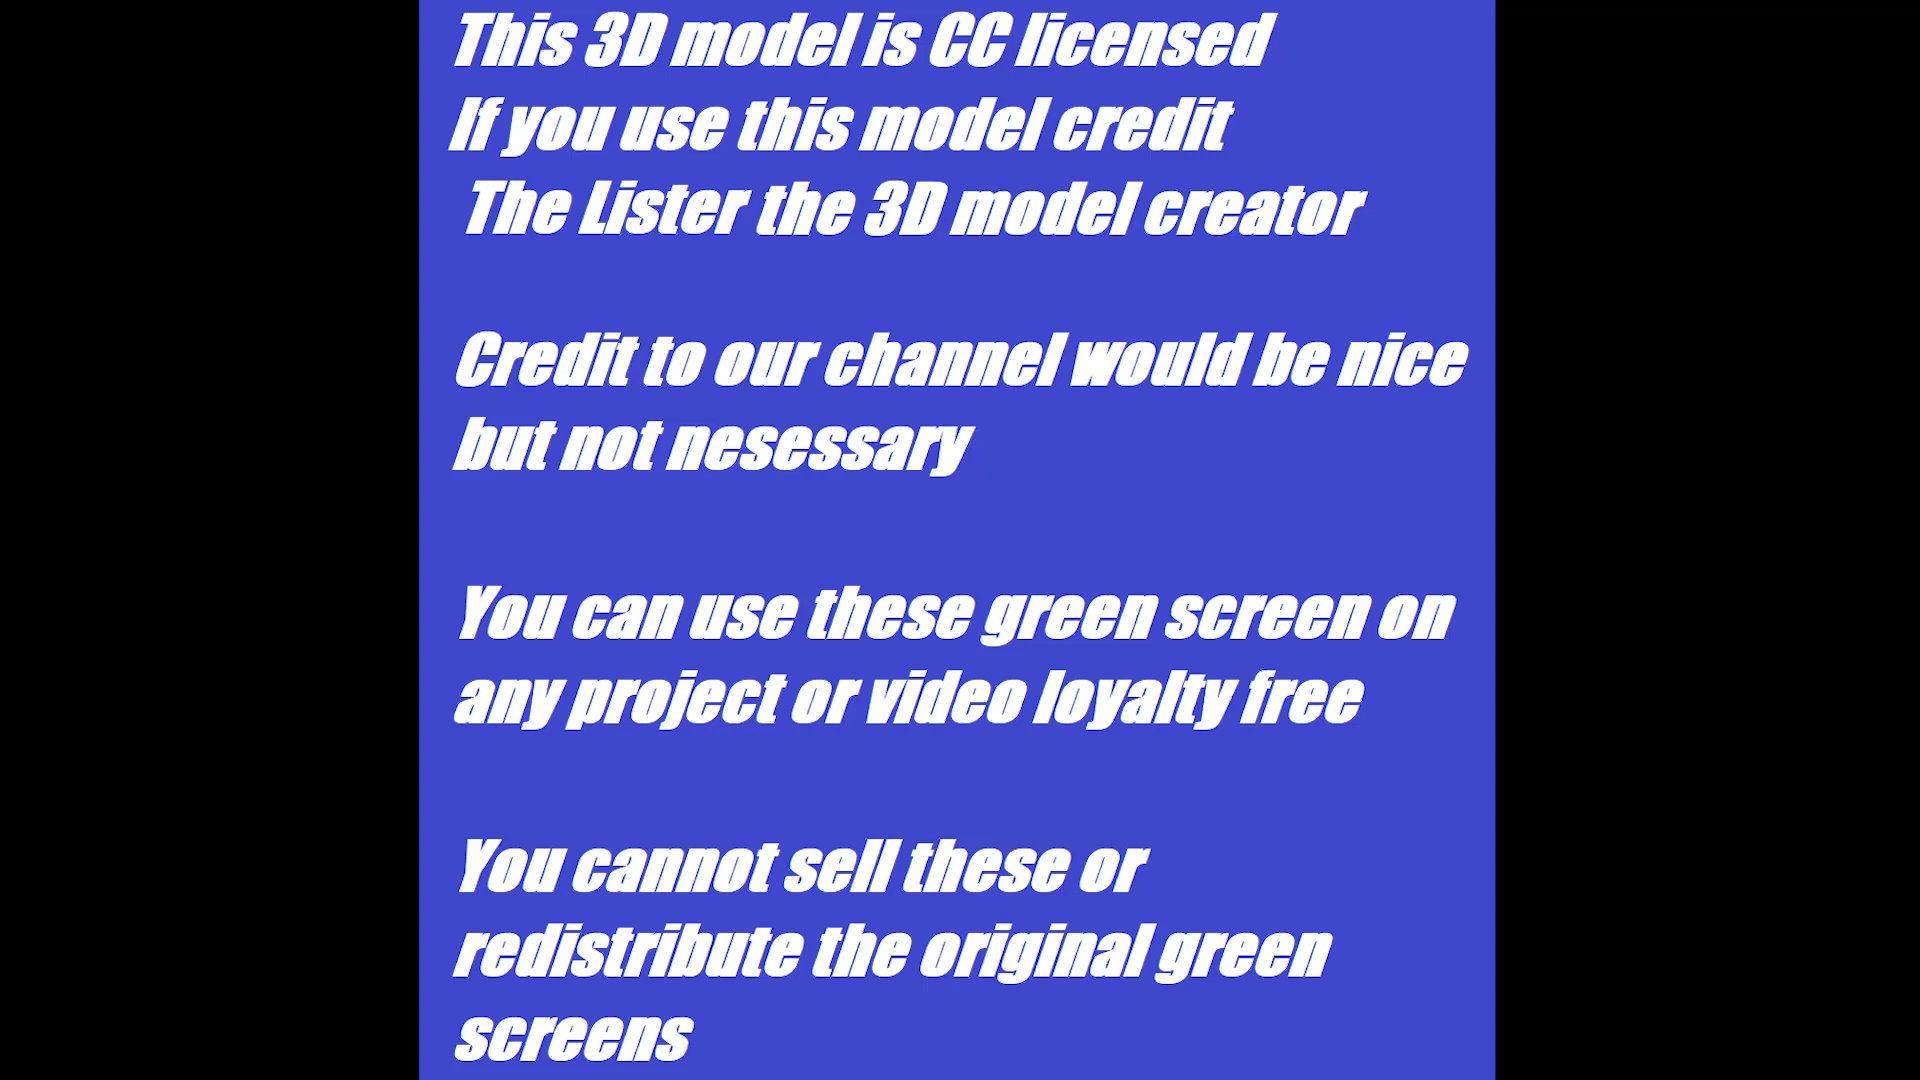 This 3D model is CC licensed
If you use this model credit
The Lister the 3D model creator
Credit to our channel would be nice
but not nesessary
You can use these green screen on
any project or video loyalty free
You cannot sell these or
redistribute the original green
screens